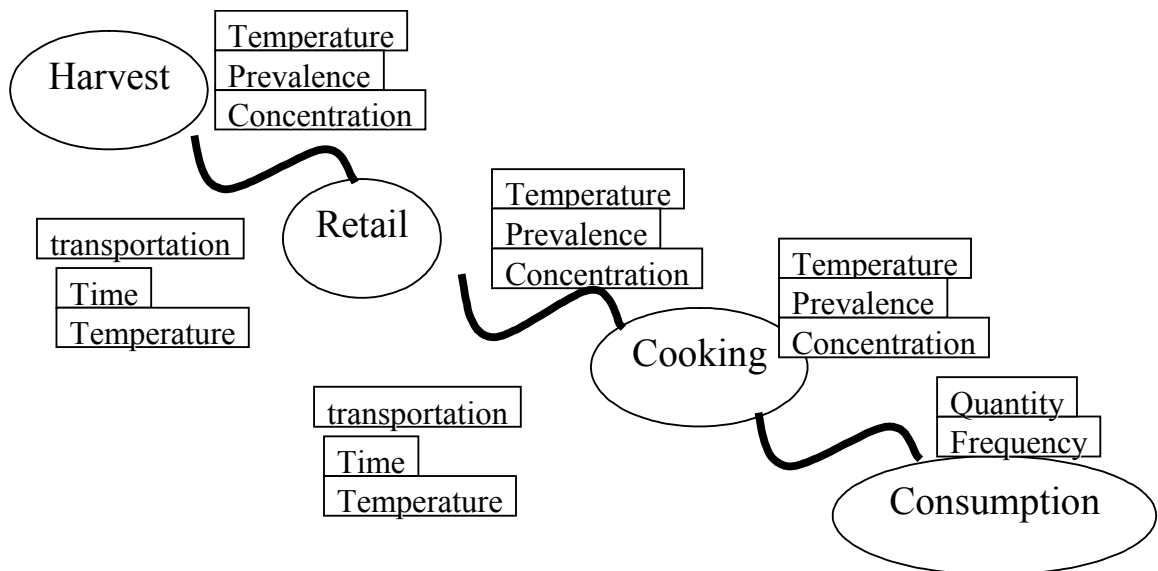 Harvest
Temperature
Prevalence
Concentration
transportation
Time
Temperature
Retail
Temperature
Prevalence
Concentration
transportation
Time
Temperature
Cooking
Temperature
Prevalence
Concentration
Quantity
Frequency
Consumption